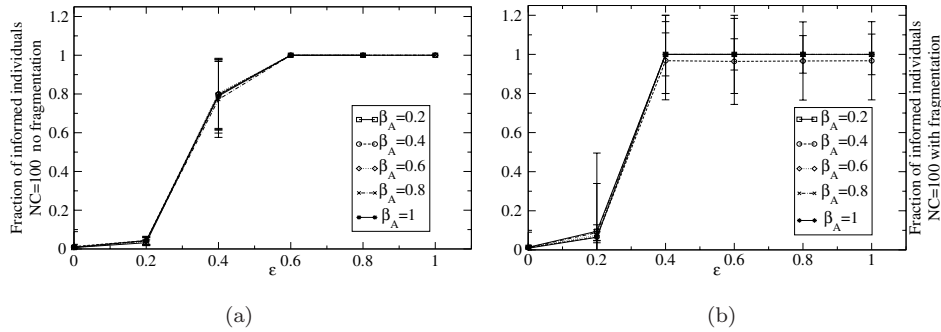 Fraction of informed individuals
NC=100 no fragmentation
1.2
1
0.8
0.6
0.4
0.2
0
0
0.2
0.4
0.6
0.8
1
ε
β_A=0.2
β_A=0.4
β_A=0.6
β_A=0.8
β_A=1
(a)
1.2
1
0.8
0.6
0.4
0.2
0
0
0.2
0.4
0.6
0.8
1
ε
β_A=0.2
β_A=0.4
β_A=0.6
β_A=0.8
β_A=1
Fraction of informed individuals
NC=100 with fragmentation
(b)